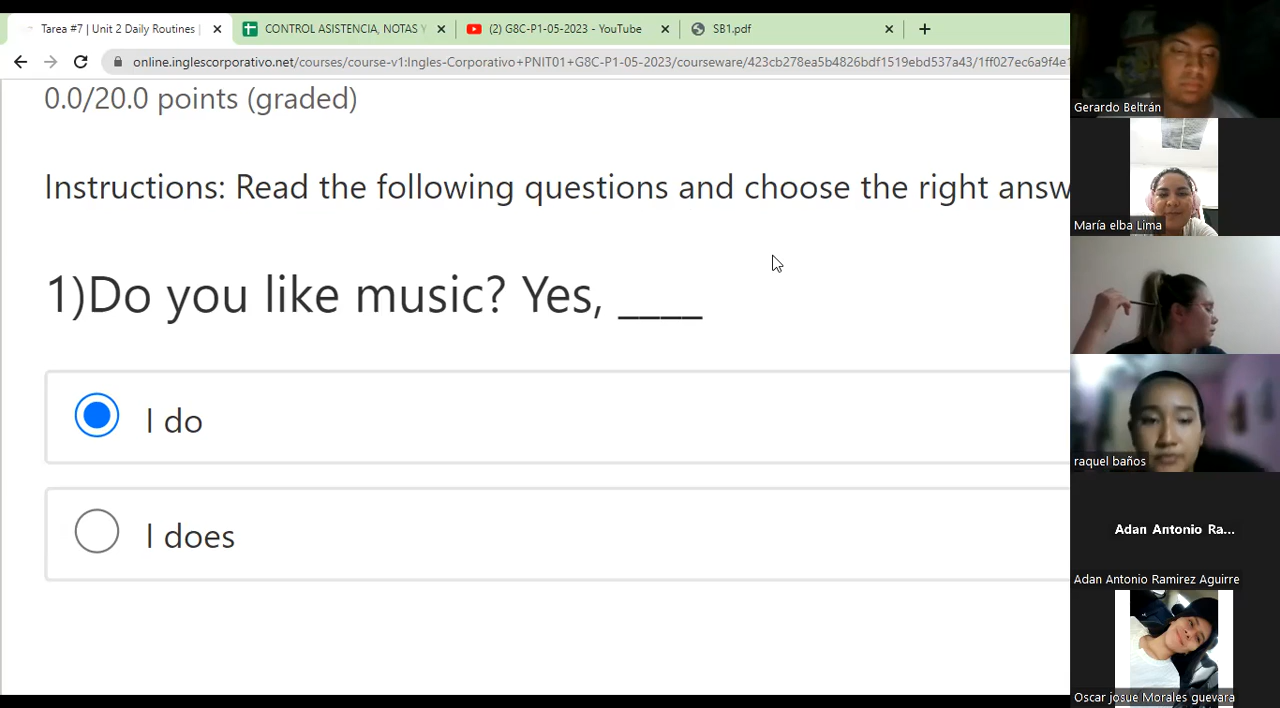 Tarea #7 | Unit 2 Daily Routines |
CONTROL ASISTENCIA, NOTAS Y
(2) G8C-P1-05-2023 - YouTube
SB1.pdf
online.inglescorporativo.net/courses/course-v1:Ingles-Corporativo+PNIT01+G8C-P1-05-2023/courseware/423cb278ea5b4826bdf1519ebd537a43/1ff027ec6a9f4e1
0.0/20.0 points (graded)
Instructions: Read the following questions and choose the right answ
1)Do you like music? Yes, ____
I do
I does
Gerardo Beltrán
María elba Lima
raquel baños
Adan Antonio Ra...
Adan Antonio Ramirez Aguirre
Oscar josue Morales guevara